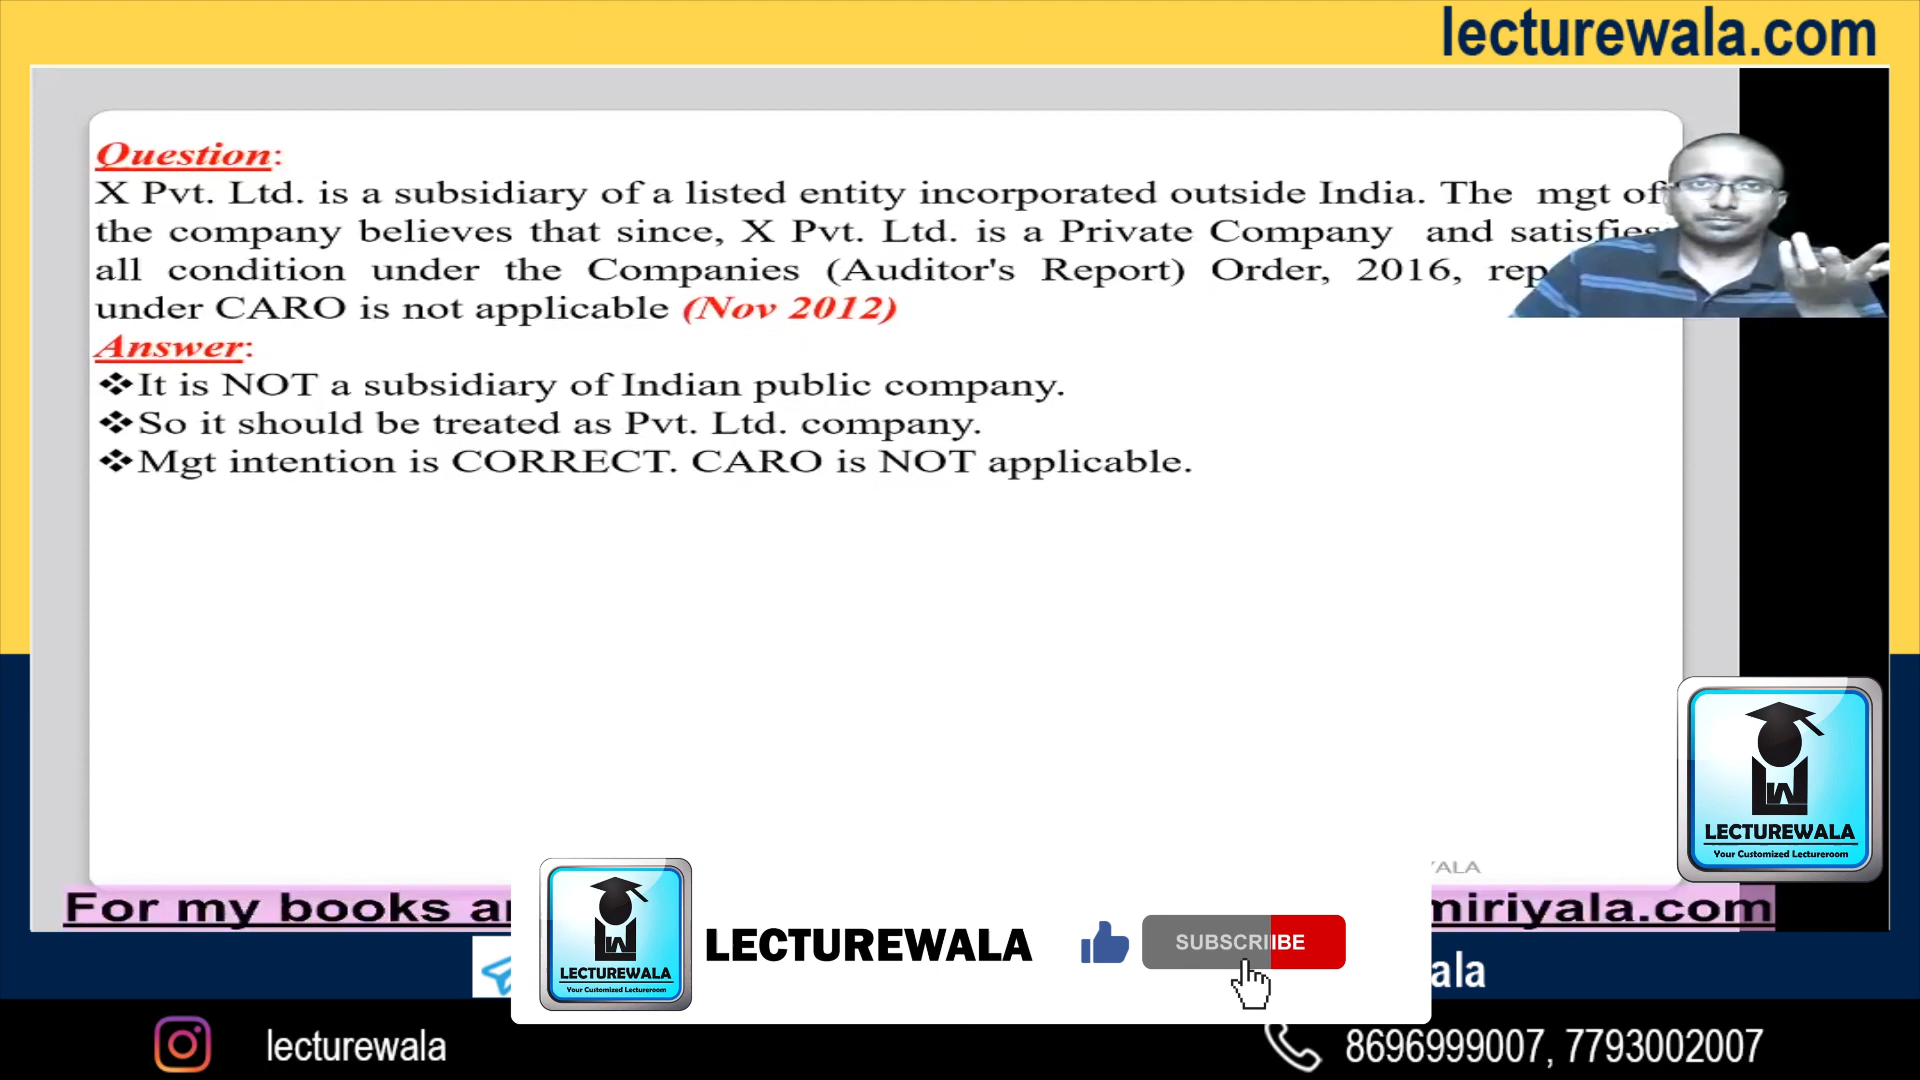 lecturewala.com
Question:
X Pvt. Ltd. is a subsidiary of a listed entity incorporated outside India. The mgt of
the company believes that since, X Pvt. Ltd. is a Private Company and satisfies
all condition under the Companies (Auditor's Report) Order, 2016, rep
under CARO is not applicable (Nov 2012)
Answer:
❖It is NOT a subsidiary of Indian public company.
❖So it should be treated as Pvt. Ltd. company.
❖Mgt intention is CORRECT. CARO is NOT applicable.
LECTUREWALA
Your Customized Lectureroom
For my books
miriyala.com
LECTUREWALA
Your Customized Lectureroom
LECTUREWALA
SUBSCRIBE
ala
lecturewala
8696999007, 7793002007